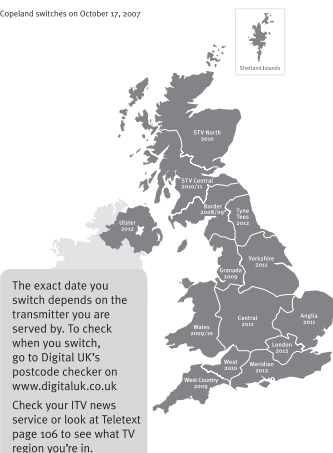 Copeland switches on October 17, 2007
Shetland Islands
STV North
2010
STV Central
2010/11
Border
2008/09
Tyne
Tees
2012
Ulster
2012
Yorkshire
2011
Granada
2009
Central
2011
Anglia
2011
Wales
2009/10
London
2012
West
2010
Meridian
2012
West Country
2009
The exact date you
switch depends on the
transmitter you are
served by. To check
when you switch,
go to Digital UK's
postcode checker on
www.digitaluk.co.uk
Check your ITV news
service or look at Teletext
page 106 to see what TV
region you're in.